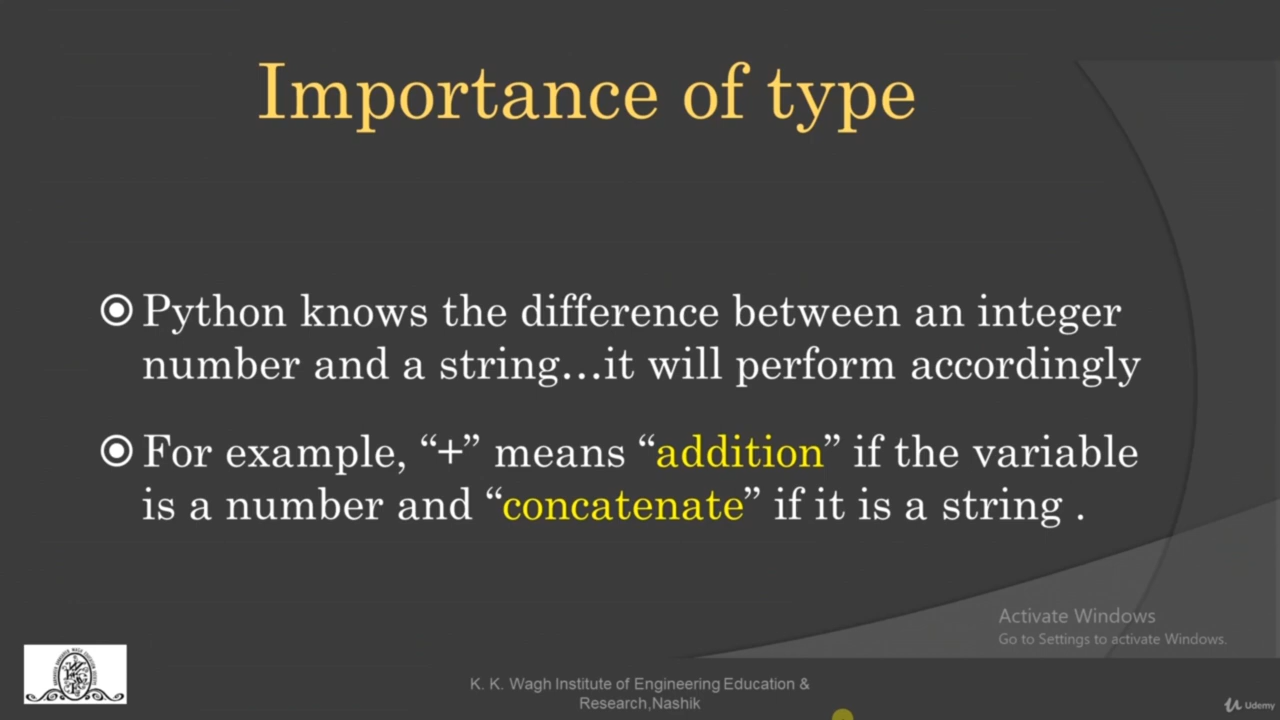 Importance of type
Python knows the difference between an integer
number and a string…it will perform accordingly
For example, “+” means “addition” if the variable
is a number and “concatenate” if it is a string .
Activate Windows
Go to Settings to activate Windows.
K. K. Wagh Institute of Engineering Education &
Research,Nashik
Udemy